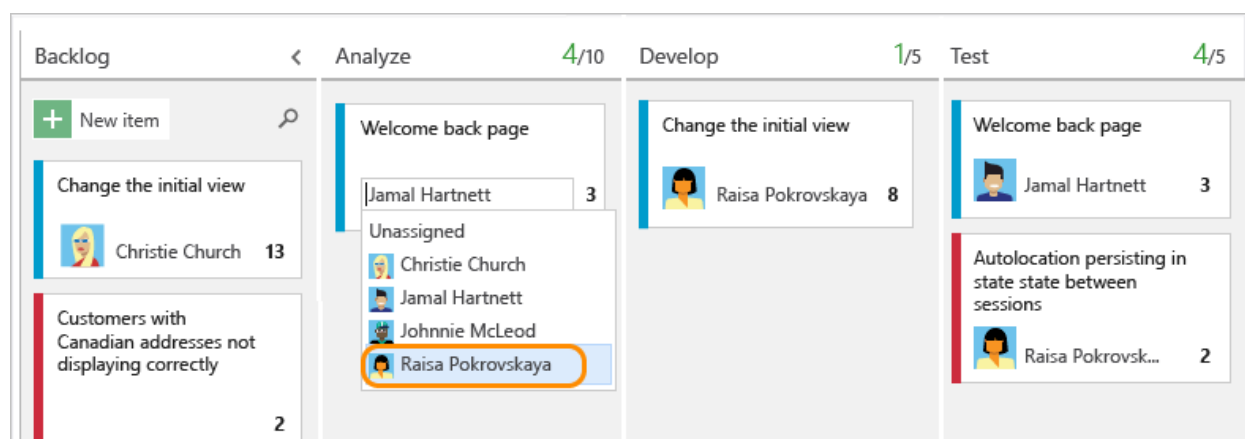 Backlog
Analyze 4/10
Develop 1/5
Test 4/5
New item
Change the initial view
Christie Church 13
Customers with
Canadian addresses not
displaying correctly
2
Welcome back page
Jamal Hartnett 3
Unassigned
Christie Church
Jamal Hartnett
Johnnie McLeod
Raisa Pokrovskaya
Change the initial view
Raisa Pokrovskaya 8
Welcome back page
Jamal Hartnett 3
Autolocation persisting in
state state between
sessions
Raisa Pokrovsk... 2